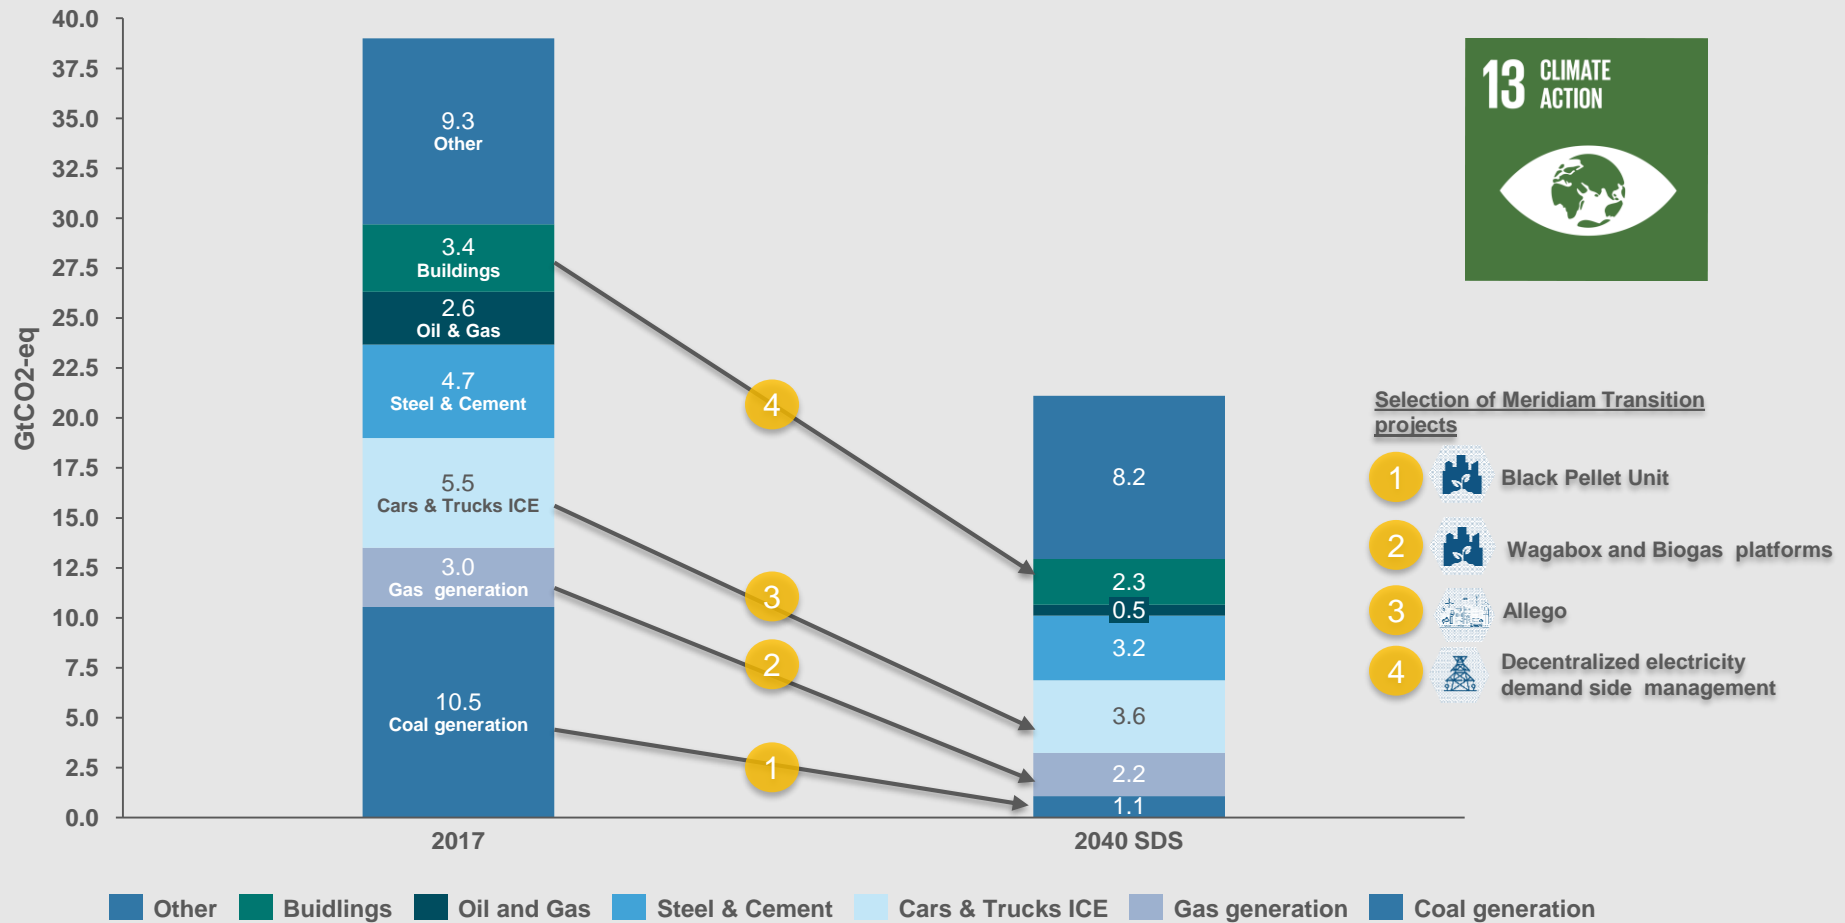 40.0
37.5
35.0
32.5
30.0
27.5
25.0
22.5
20.0
17.5
15.0
12.5
10.0
7.5
5.0
2.5
0.0
GtCO2-eq
9.3
Other
3.4
Buildings
2.6
Oil & Gas
4.7
Steel & Cement
5.5
Cars & Trucks ICE
3.0
Gas generation
10.5
Coal generation
4
3
2
1
8.2
2.3
0.5
3.2
3.6
2.2
1.1
2017
2040 SDS
13 CLIMATE
ACTION
Selection of Meridiam Transition
projects
1 Black Pellet Unit
2 Wagabox and Biogas platforms
3 Allego
4 Decentralized electricity
demand side management
Other Buidlings Oil and Gas Steel & Cement Cars & Trucks ICE Gas generation Coal generation